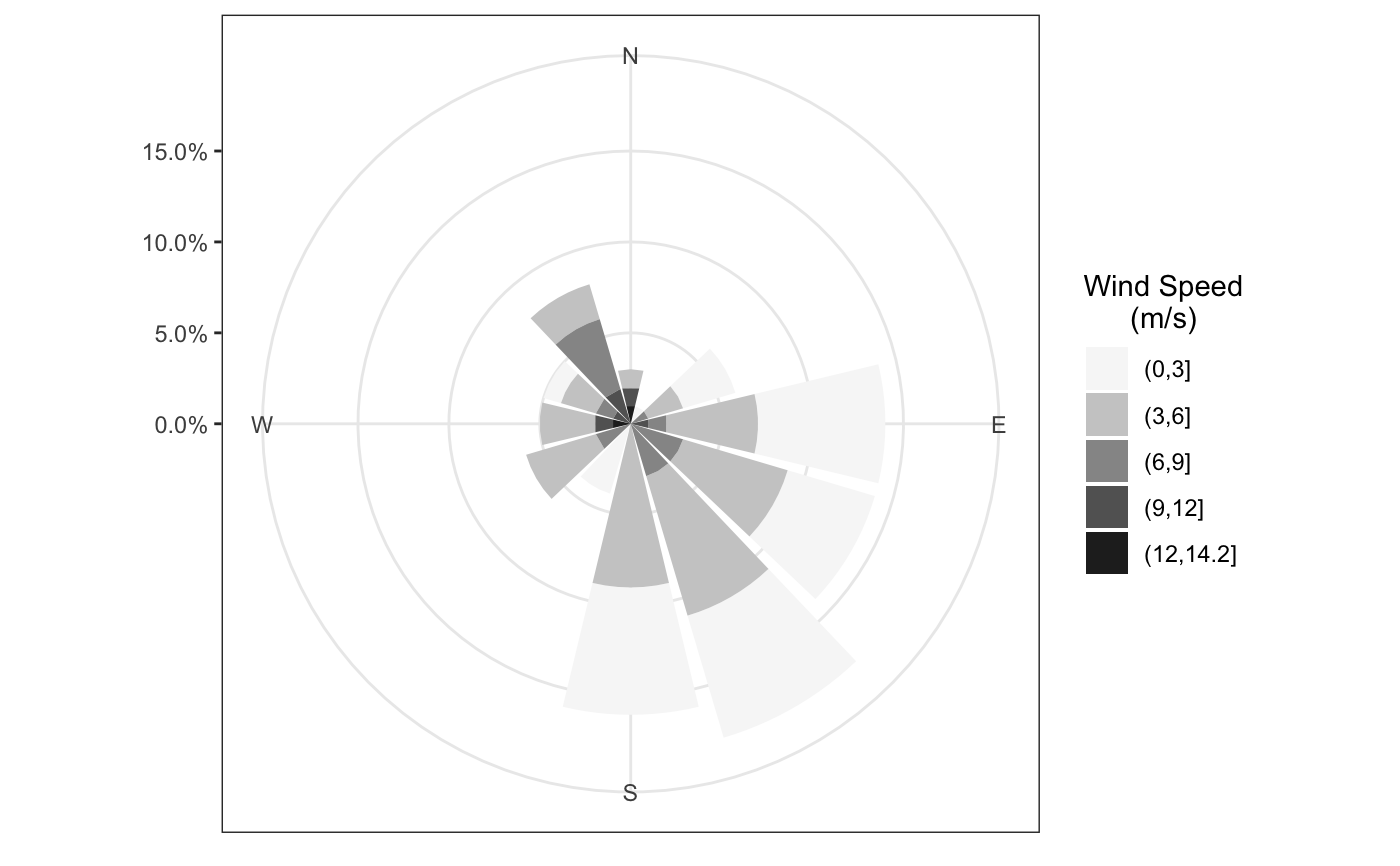 N
15.0%
10.0%
5.0%
0.0%
W
E
S
Wind Speed
(m/s)
(0,3]
(3,6]
(6,9]
(9,12]
(12,14.2]